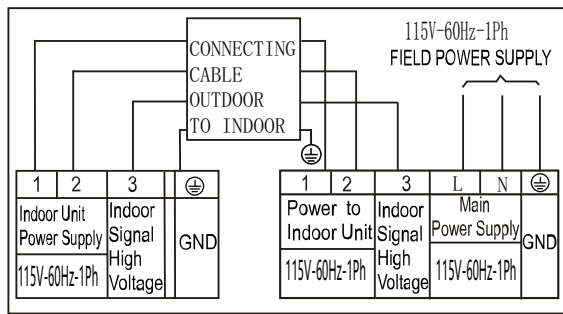 115V-60Hz-1Ph
FIELD POWER SUPPLY
CONNECTING
CABLE
OUTDOOR
TO INDOOR
1 2 3
Indoor Unit
Power Supply
115V-60Hz-1Ph
Indoor
Signal
High
Voltage
GND
1 2 3 L N
Power to
Indoor Unit
115V-60Hz-1Ph
Indoor
Signal
High
Voltage
Main
Power Supply
115V-60Hz-1Ph
GND